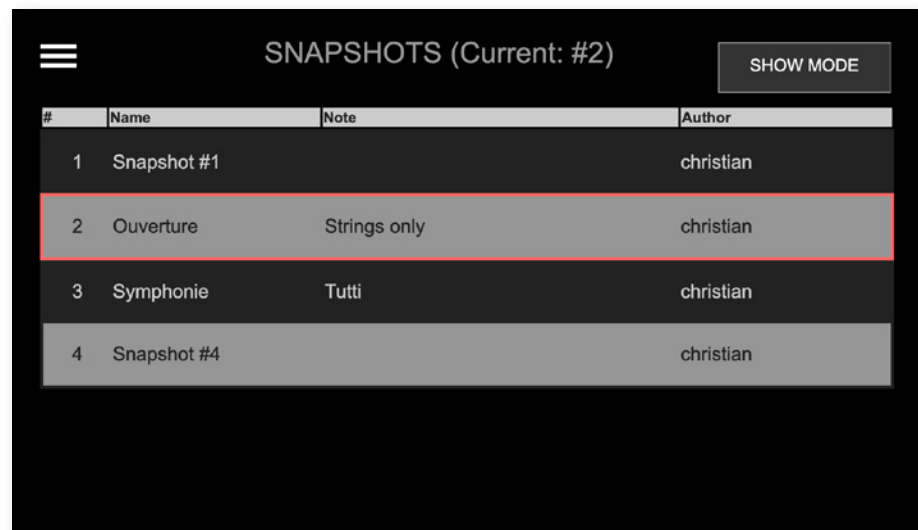 SNAPSHOTS (Current: #2)
SHOW MODE
# Name Note Author
1 Snapshot #1 christian
2 Ouverture Strings only christian
3 Symphonie Tutti christian
4 Snapshot #4 christian